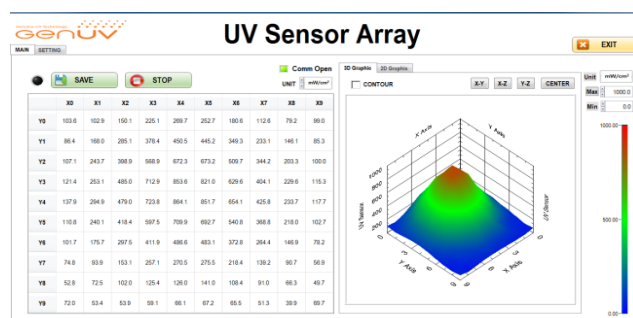 GenUV
UV Sensor Array
EXIT
MAIN SETTING
SAVE
STOP
Comm Open
UNIT mW/cm²
3D Graphic 2D Graphic
CONTOUR
X-Y X-Z Y-Z CENTER
Unit mW/cm²
Max 1000.0
Min 0.0
X0 X1 X2 X3 X4 X5 X6 X7 X8 X9
Y0 103.6 102.9 150.1 225.1 269.7 252.7 180.6 112.6 79.2 99.0
Y1 86.4 168.0 285.1 378.4 450.5 445.2 349.3 233.1 146.1 85.3
Y2 107.1 243.7 398.9 568.9 672.3 673.2 509.7 344.2 203.3 100.0
Y3 121.4 253.1 485.0 712.9 853.6 821.0 629.6 404.1 229.6 115.3
Y4 137.9 294.9 479.0 723.8 864.1 851.7 654.1 425.8 233.7 117.7
Y5 110.8 240.1 418.4 597.5 709.9 692.7 540.8 368.8 218.0 102.7
Y6 101.7 175.7 297.5 411.9 486.6 483.1 372.8 264.4 146.9 78.2
Y7 74.8 93.9 153.1 257.1 270.5 275.5 218.4 139.2 90.7 56.9
Y8 52.8 72.5 102.0 125.4 126.0 141.0 108.4 91.0 66.3 49.7
Y9 72.0 53.4 53.9 59.1 66.1 67.2 65.5 51.3 39.9 69.7
X Axis
Y Axis
1000
800
600
400
200
UV Sensor
Y Axis
X Axis
1000.00
500.00
0.00